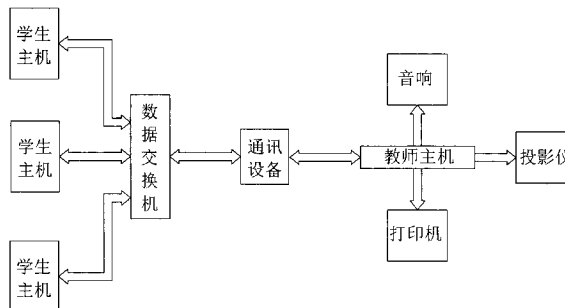 学生
主机
学生
主机
学生
主机
数
据
交
换
机
通讯
设备
音响
教师主机
投影仪
打印机